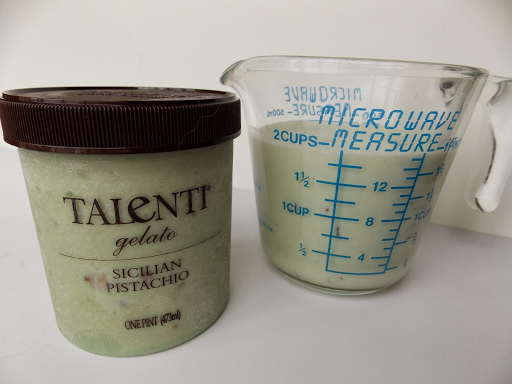 TALENTI
gelato
SICILIAN
PISTACHIO
ONE PINT (473ml)
MICROWAVE
MEASURE
2CUPS
1½
12
1CUP
8
½
4